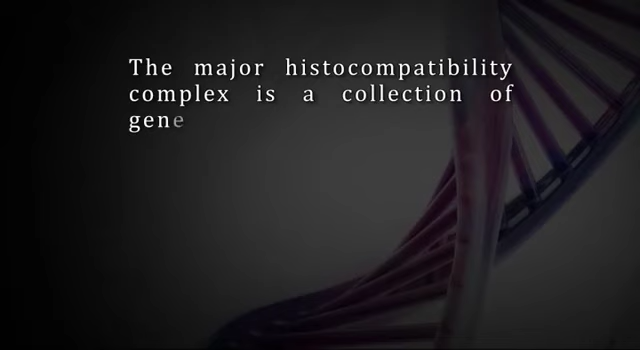 The major histocompatibility
complex is a collection of
gene